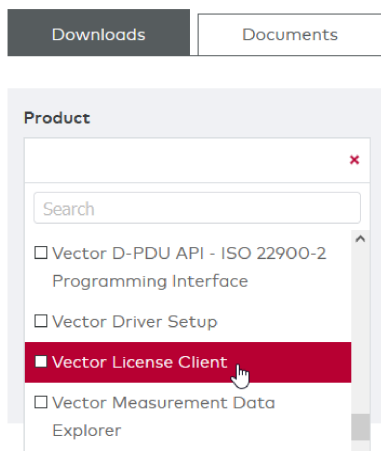 Downloads
Documents
Product
Search
Vector D-PDU API - ISO 22900-2
Programming Interface
Vector Driver Setup
Vector License Client
Vector Measurement Data
Explorer